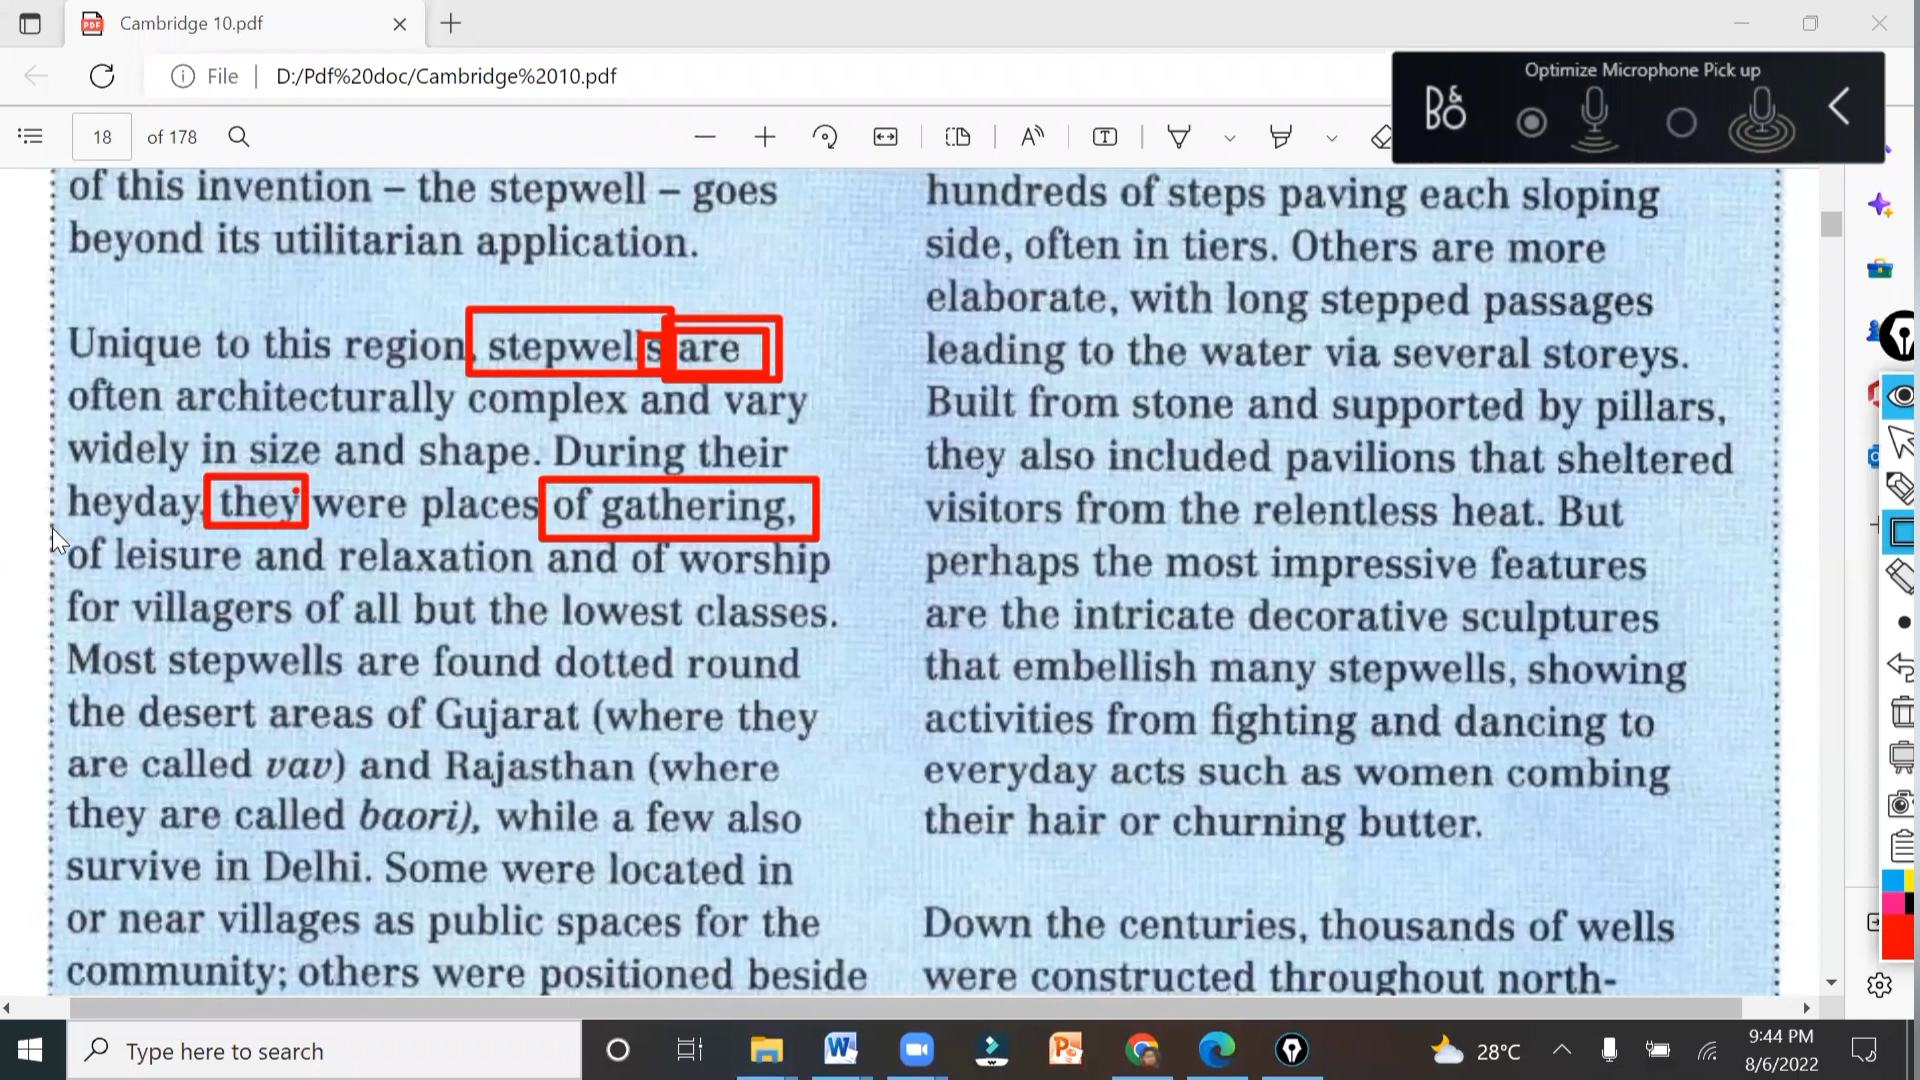 Cambridge 10.pdf
File
D:/Pdf%20doc/Cambridge%2010.pdf
Optimize Microphone Pick up
B&O
18 of 178
of this invention – the stepwell – goes
beyond its utilitarian application.
Unique to this region, stepwells are
often architecturally complex and vary
widely in size and shape. During their
heyday, they were places of gathering,
of leisure and relaxation and of worship
for villagers of all but the lowest classes.
Most stepwells are found dotted round
the desert areas of Gujarat (where they
are called vav) and Rajasthan (where
they are called baori), while a few also
survive in Delhi. Some were located in
or near villages as public spaces for the
community; others were positioned beside
hundreds of steps paving each sloping
side, often in tiers. Others are more
elaborate, with long stepped passages
leading to the water via several storeys.
Built from stone and supported by pillars,
they also included pavilions that sheltered
visitors from the relentless heat. But
perhaps the most impressive features
are the intricate decorative sculptures
that embellish many stepwells, showing
activities from fighting and dancing to
everyday acts such as women combing
their hair or churning butter.
Down the centuries, thousands of wells
were constructed throughout north-
Type here to search
28°C
9:44 PM
8/6/2022